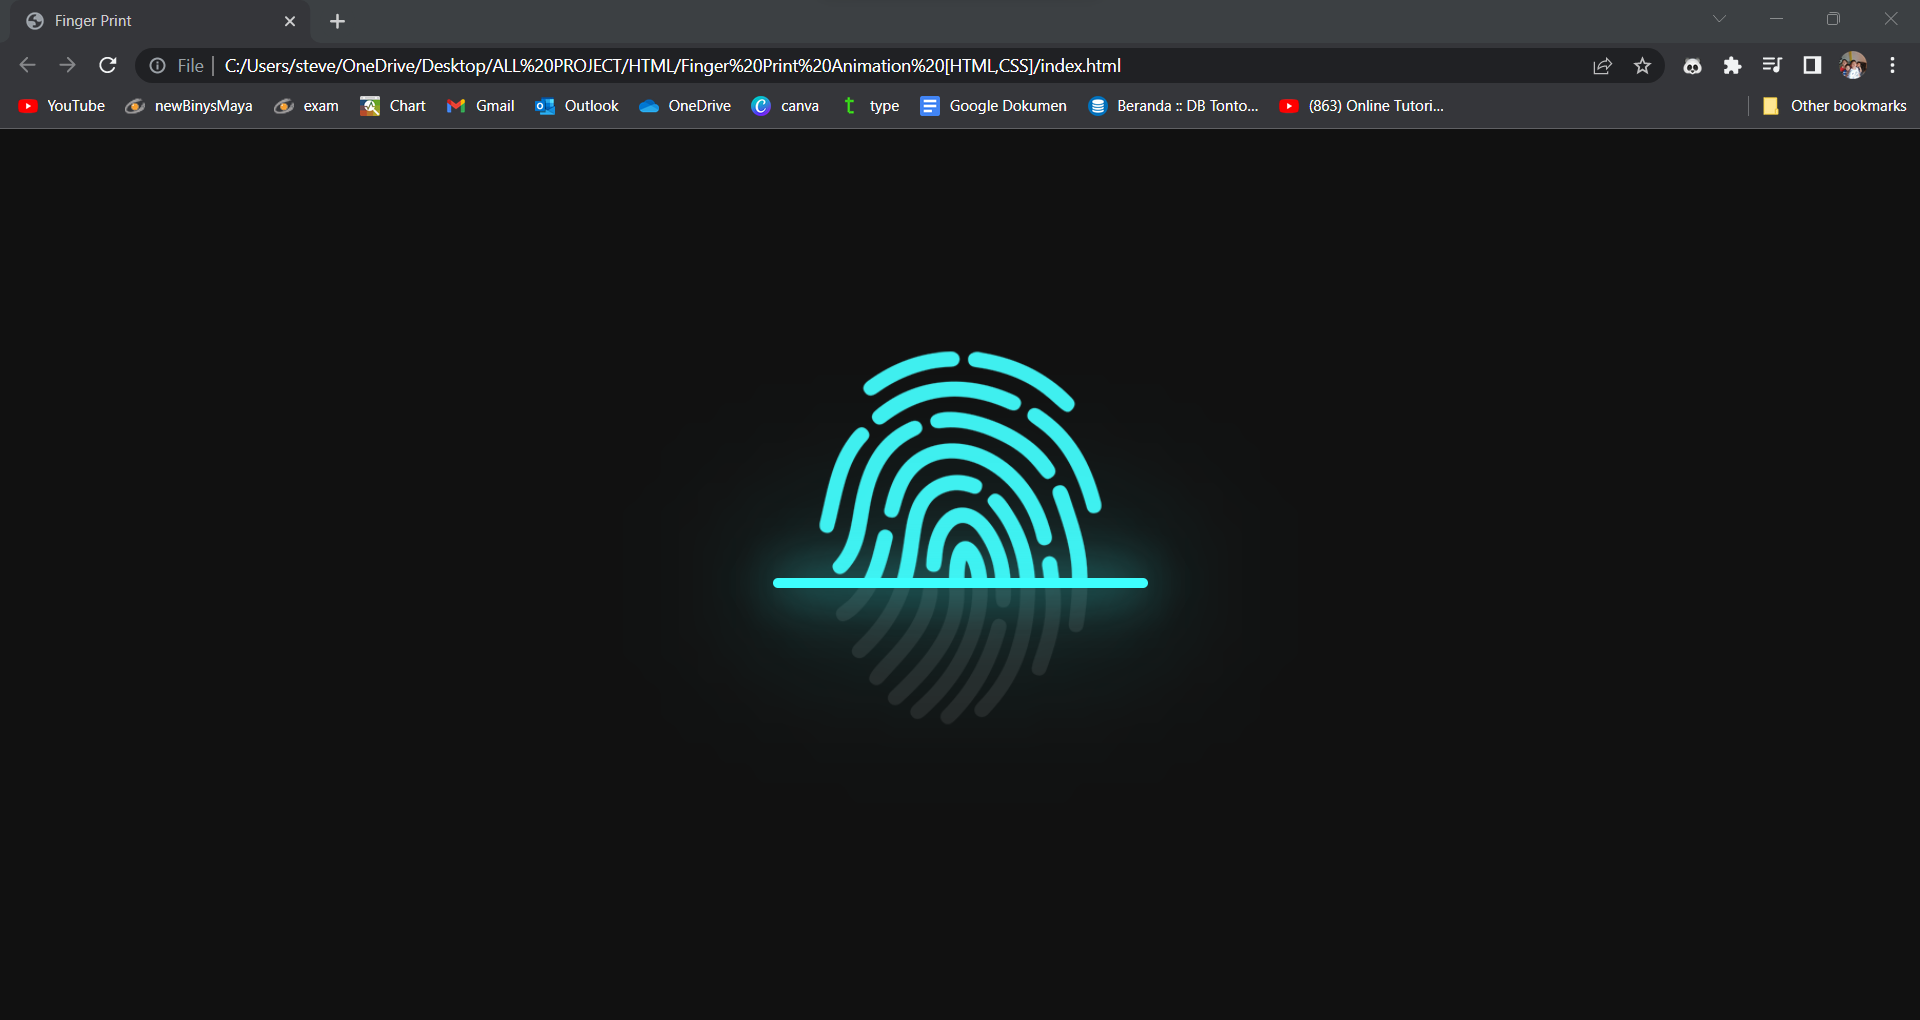 Finger Print
File | C:/Users/steve/OneDrive/Desktop/ALL%20PROJECT/HTML/Finger%20Print%20Animation%20[HTML,CSS]/index.html
YouTube newBinysMaya exam Chart Gmail Outlook OneDrive canva type Google Dokumen Beranda :: DB Tonto... (863) Online Tutori... Other bookmarks